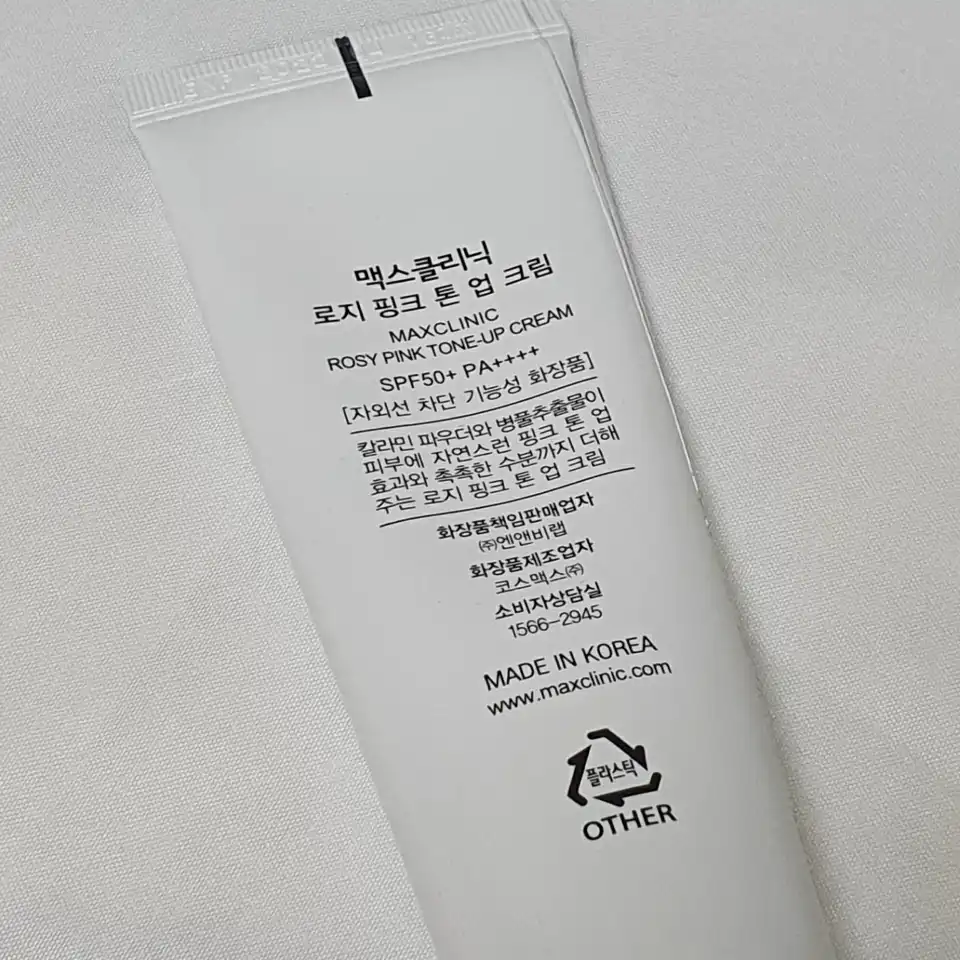 맥스클리닉
로지 핑크 톤 업 크림
MAXCLINIC
ROSY PINK TONE-UP CREAM
SPF50+ PA++++
[자외선 차단 기능성 화장품]
칼라민 파우더와 병풀추출물이
피부에 자연스런 핑크 톤 업
효과와 촉촉한 수분까지 더해
주는 로지 핑크 톤 업 크림
화장품책임판매업자
㈜엔앤비랩
화장품제조업자
코스맥스㈜
소비자상담실
1566-2945
MADE IN KOREA
www.maxclinic.com
플라스틱
OTHER